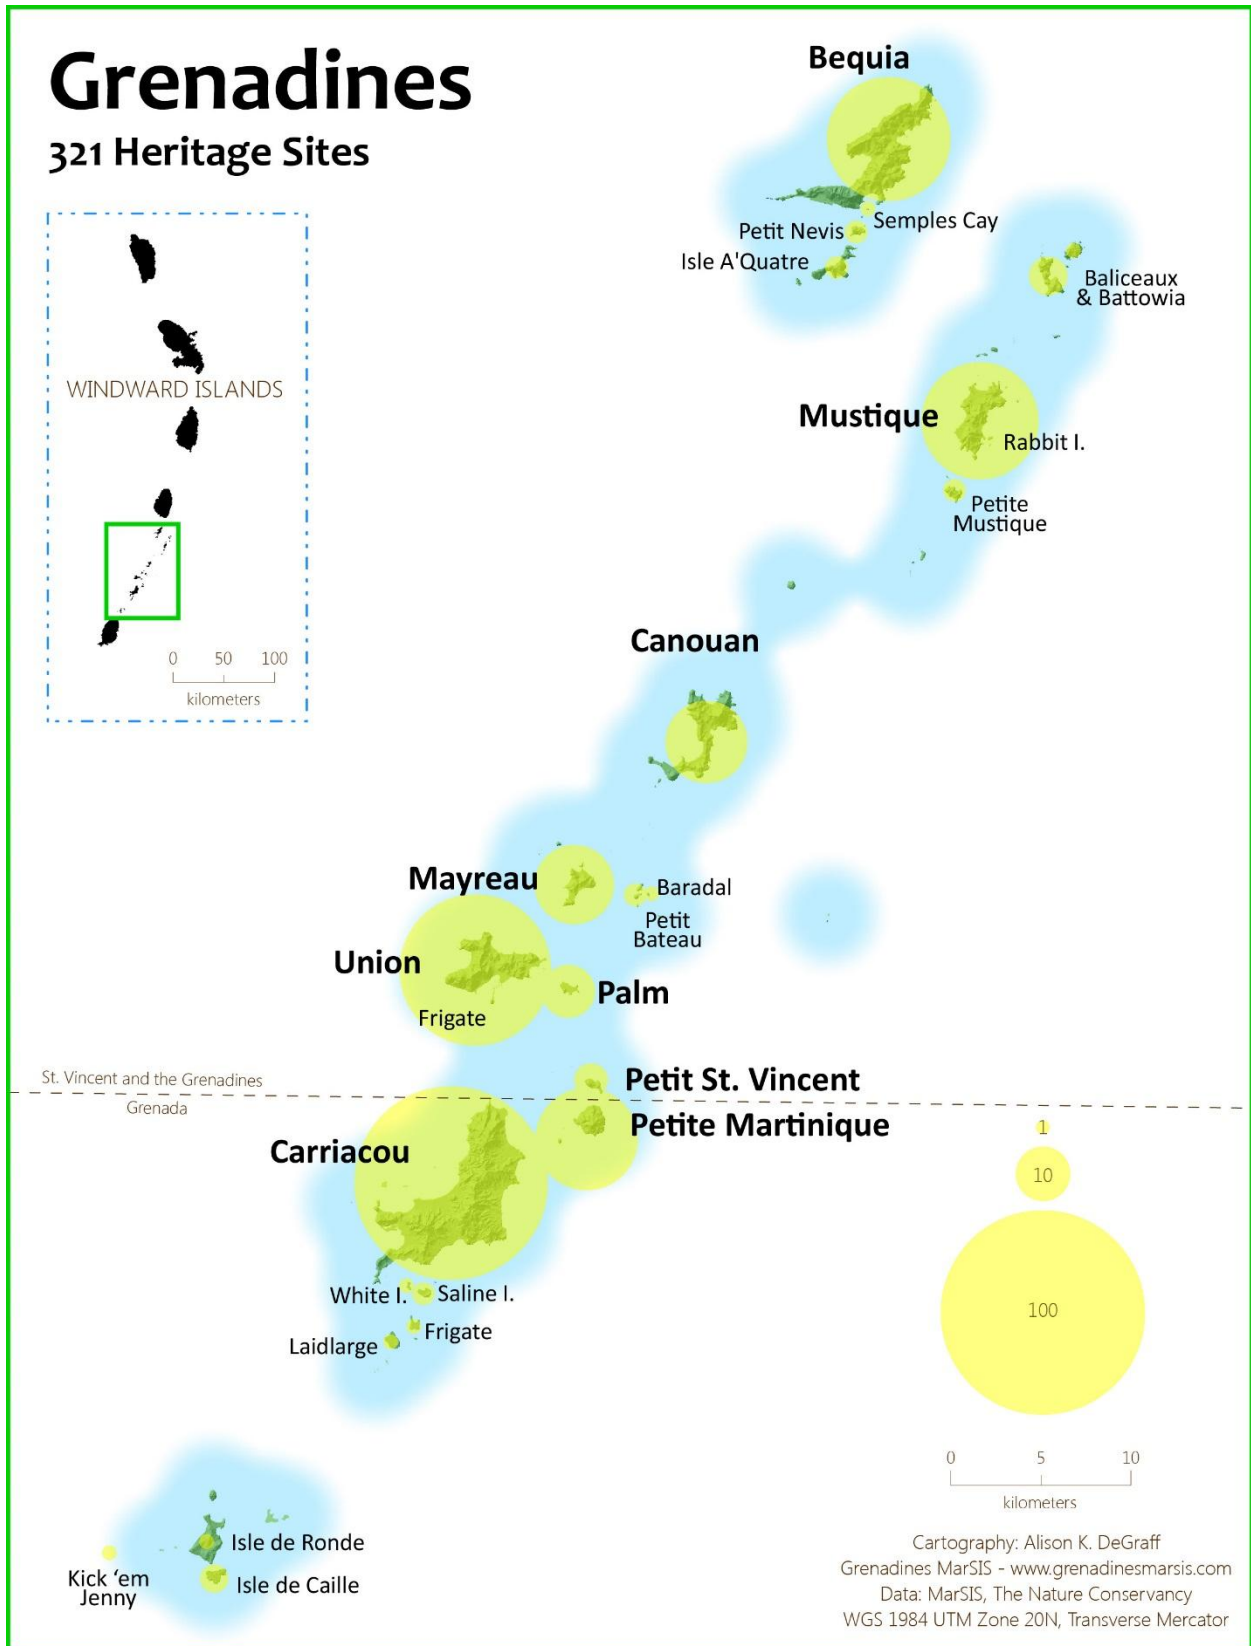 Grenadines
321 Heritage Sites
WINDWARD ISLANDS
0 50 100
kilometers
Bequia
Semples Cay
Petit Nevis
Isle A'Quatre
Baliceaux
& Battowia
Mustique
Rabbit I.
Petite
Mustique
Canouan
Mayreau
Baradal
Petit
Bateau
Union
Palm
Frigate
St. Vincent and the Grenadines
Grenada
Petit St. Vincent
Petite Martinique
Carriacou
White I.
Saline I.
Frigate
Laidlarge
1
10
100
0 5 10
kilometers
Isle de Ronde
Isle de Caille
Kick ‘em
Jenny
Cartography: Alison K. DeGraff
Grenadines MarSIS - www.grenadinesmarsis.com
Data: MarSIS, The Nature Conservancy
WGS 1984 UTM Zone 20N, Transverse Mercator